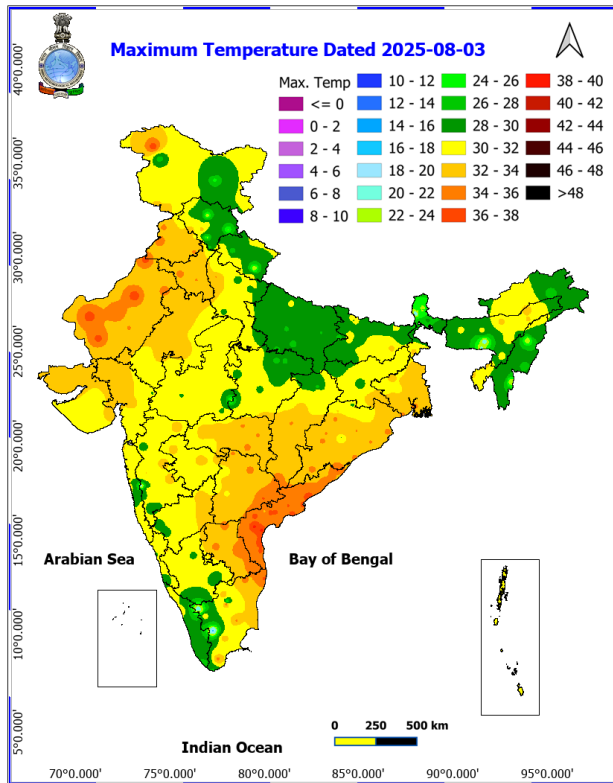 Maximum Temperature Dated 2025-08-03
Max. Temp
<= 0
0 - 2
2 - 4
4 - 6
6 - 8
8 - 10
10 - 12
12 - 14
14 - 16
16 - 18
18 - 20
20 - 22
22 - 24
24 - 26
26 - 28
28 - 30
30 - 32
32 - 34
34 - 36
36 - 38
38 - 40
40 - 42
42 - 44
44 - 46
46 - 48
>48
40°0.000'
35°0.000'
30°0.000'
25°0.000'
20°0.000'
15°0.000'
10°0.000'
5°0.000'
Arabian Sea
Bay of Bengal
0 250 500 km
Indian Ocean
70°0.000' 75°0.000' 80°0.000' 85°0.000' 90°0.000' 95°0.000'